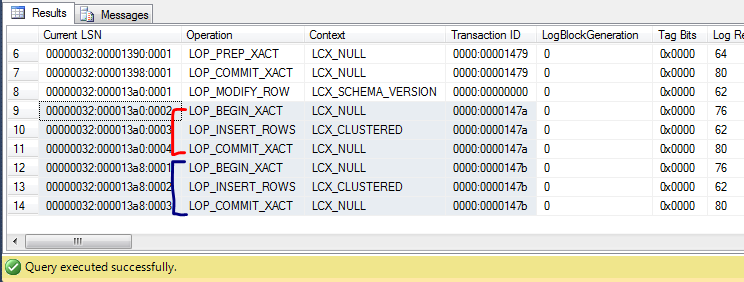 Results Messages
Current LSN Operation Context Transaction ID LogBlockGeneration Tag Bits Log Re
6 00000032:00001390:0001 LOP_PREP_XACT LCX_NULL 0000:00001479 0 0x0000 64
7 00000032:00001398:0001 LOP_COMMIT_XACT LCX_NULL 0000:00001479 0 0x0000 80
8 00000032:000013a0:0001 LOP_MODIFY_ROW LCX_SCHEMA_VERSION 0000:00000000 0 0x0000 62
9 00000032:000013a0:0002 LOP_BEGIN_XACT LCX_NULL 0000:0000147a 0 0x0000 76
10 00000032:000013a0:0003 LOP_INSERT_ROWS LCX_CLUSTERED 0000:0000147a 0 0x0000 62
11 00000032:000013a0:0004 LOP_COMMIT_XACT LCX_NULL 0000:0000147a 0 0x0000 80
12 00000032:000013a8:0001 LOP_BEGIN_XACT LCX_NULL 0000:0000147b 0 0x0000 76
13 00000032:000013a8:0002 LOP_INSERT_ROWS LCX_CLUSTERED 0000:0000147b 0 0x0000 62
14 00000032:000013a8:0003 LOP_COMMIT_XACT LCX_NULL 0000:0000147b 0 0x0000 80
Query executed successfully.